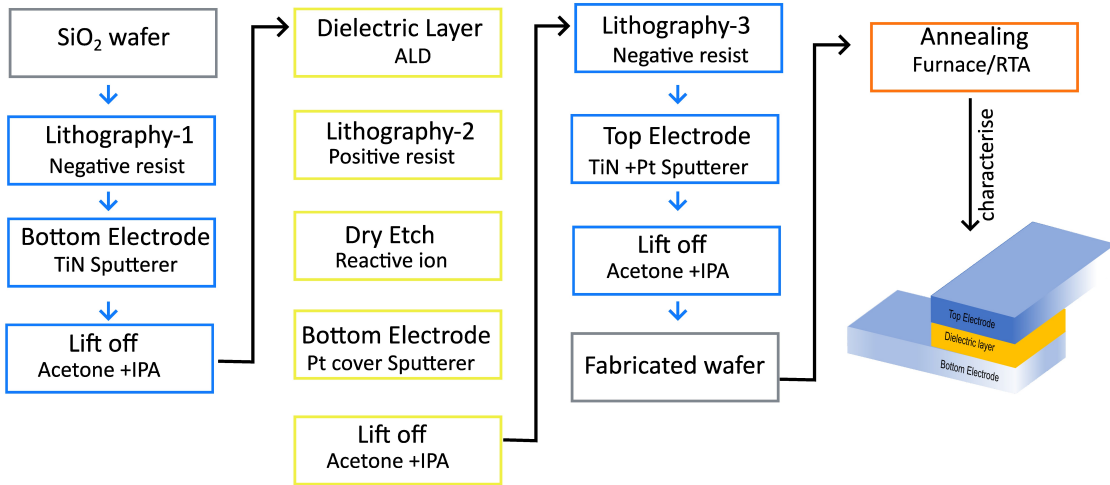 SiO₂ wafer
Lithography-1
Negative resist
Bottom Electrode
TiN Sputterer
Lift off
Acetone +IPA
Dielectric Layer
ALD
Lithography-2
Positive resist
Dry Etch
Reactive ion
Bottom Electrode
Pt cover Sputterer
Lift off
Acetone +IPA
Lithography-3
Negative resist
Top Electrode
TiN +Pt Sputterer
Lift off
Acetone +IPA
Fabricated wafer
Annealing
Furnace/RTA
characterise
Top Electrode
Dielectric layer
Bottom Electrode